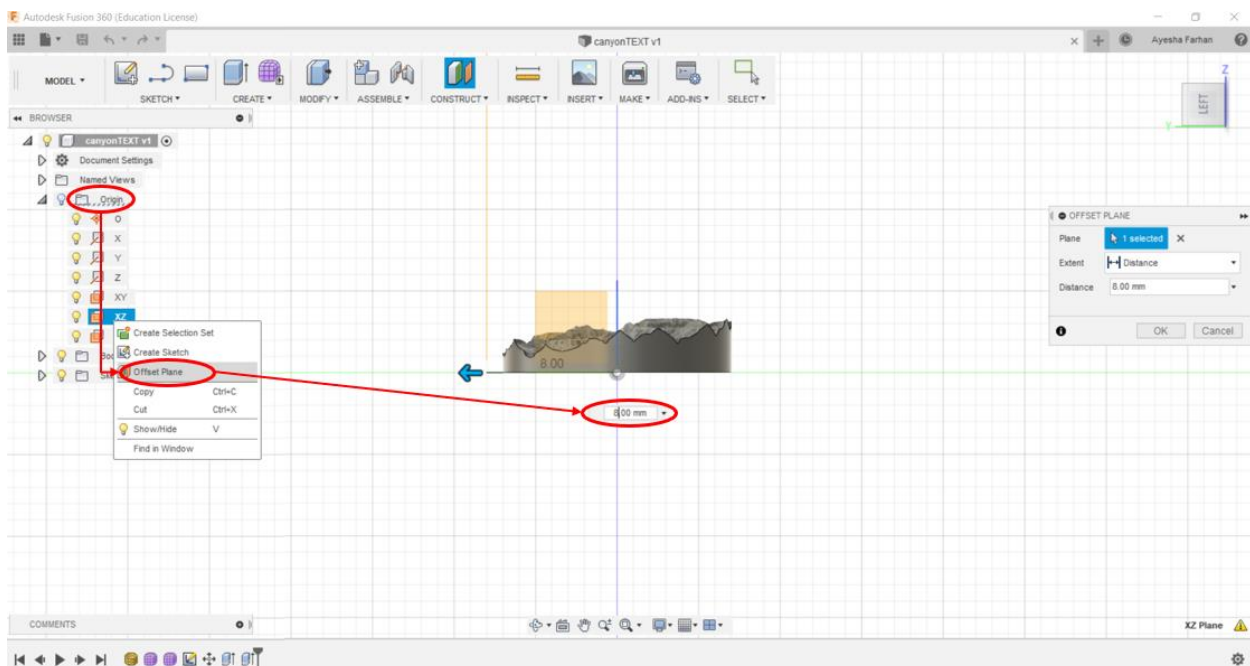 Autodesk Fusion 360 (Education License)
canyonTEXT v1
Ayesha Farhan
MODEL
SKETCH
CREATE
MODIFY
ASSEMBLE
CONSTRUCT
INSPECT
INSERT
MAKE
ADD-INS
SELECT
BROWSER
canyonTEXT v1
Document Settings
Named Views
Origin
O
X
Y
Z
XY
XZ
Create Selection Set
Create Sketch
Offset Plane
Copy Ctrl+C
Cut Ctrl+X
Show/Hide V
Find in Window
8.00
8.00 mm
Z
LEFT
Y
OFFSET PLANE
Plane 1 selected
Extent Distance
Distance 8.00 mm
OK Cancel
COMMENTS
XZ Plane